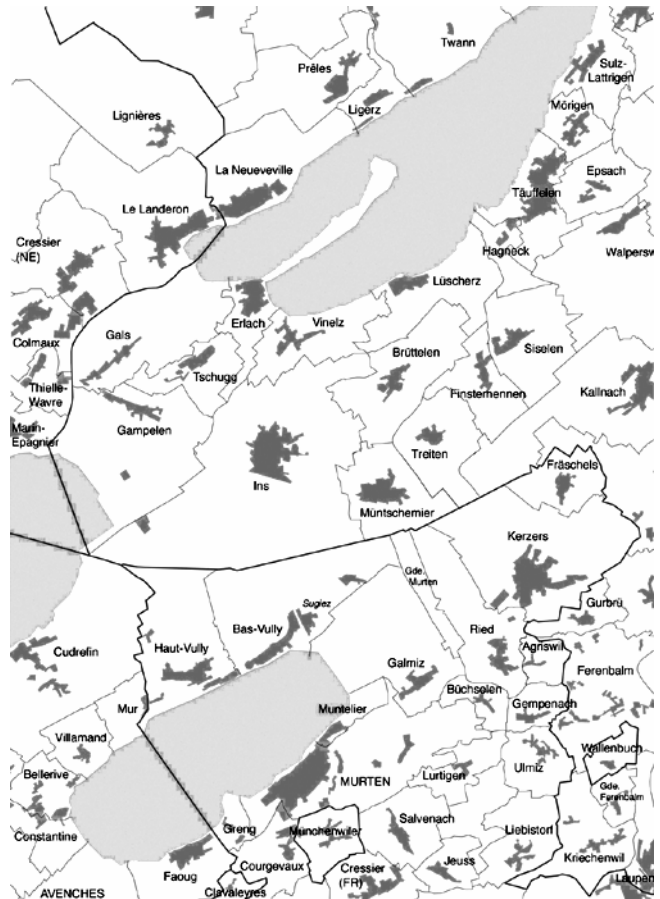 Twann
Sulz-
Lattrigen
Prêles
Ligerz
Mörigen
Lignières
La Neueveville
Epsach
Täuffelen
Le Landeron
Cressier
(NE)
Hagneck
Walpersw
Lüscherz
Erlach
Vinelz
Colmaux
Gals
Siselen
Brüttelen
Tschugg
Thielle-
Wavre
Finsterhennen
Kallnach
Gampelen
Marin-
Epagnier
Treiten
Ins
Fräschels
Müntschemier
Kerzers
Gde.
Murten
Sugiez
Gurbrü
Bas-Vully
Ried
Haut-Vully
Agriswil
Cudrefin
Galmiz
Ferenbalm
Büchsolen
Mur
Muntelier
Gempenach
Villamand
Wallenbuch
Bellerive
MURTEN
Lurtigen
Ulmiz
Gde.
Ferenbalm
Constantine
Greng
Münchenwiler
Salvenach
Liebistorf
Kriechenwil
Faoug
Courgevaux
Cressier
(FR)
Jeuss
Laupen
AVENCHES
Clavaleyres